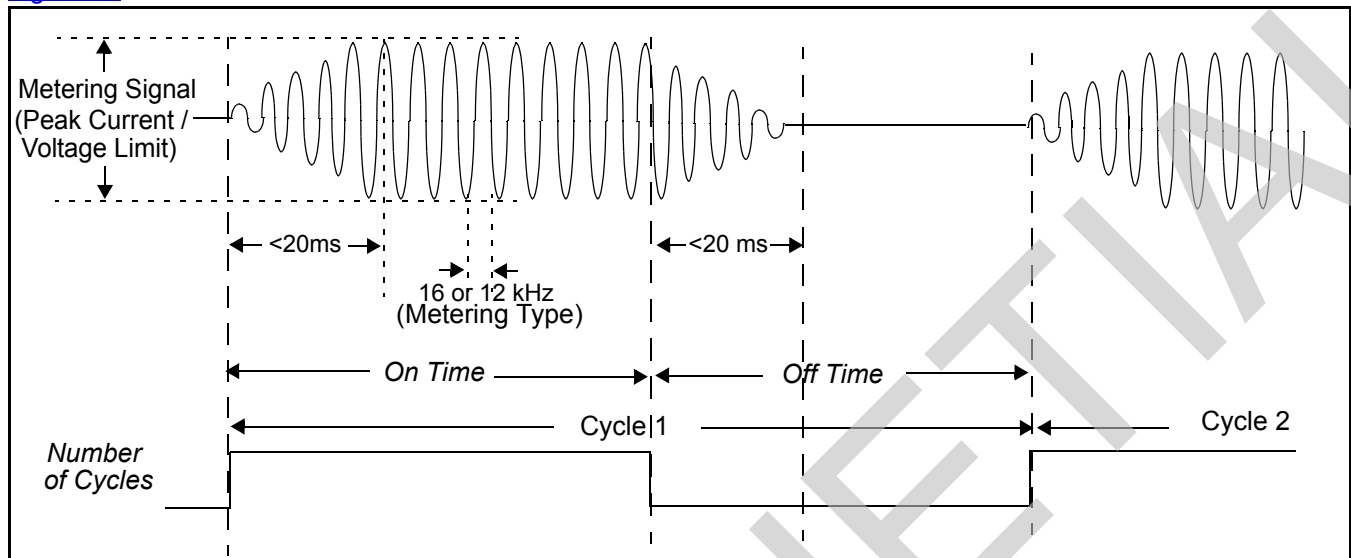 Metering Signal
(Peak Current /
Voltage Limit)
<20ms
<20 ms
16 or 12 kHz
(Metering Type)
On Time
Off Time
Cycle 1
Cycle 2
Number
of Cycles